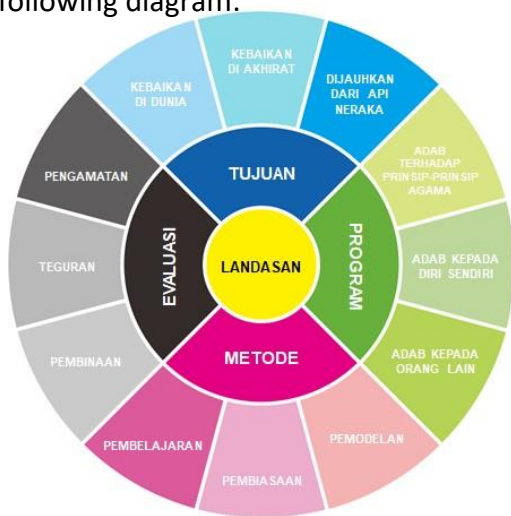 following diagram:
KEBAIKAN
DI DUNIA
KEBAIKAN
DI AKHIRAT
DIJAUHKAN
DARI API
NERAKA
ADAB
TERHADAP
PRINSIP-PRINSIP
AGAMA
ADAB KEPADA
DIRI SENDIRI
ADAB KEPADA
ORANG LAIN
PEMODELAN
PEMBIASAAN
PEMBELAJARAN
PEMBINAAN
TEGURAN
PENGAMATAN
TUJUAN
PROGRAM
METODE
EVALUASI
LANDASAN